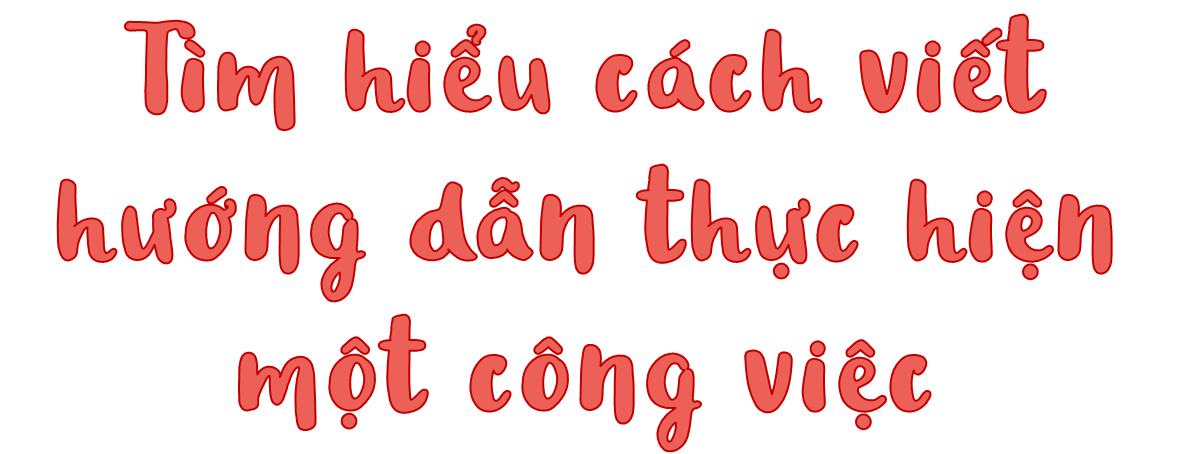 Tìm hiểu cách viết
hướng dẫn thực hiện
một công việc